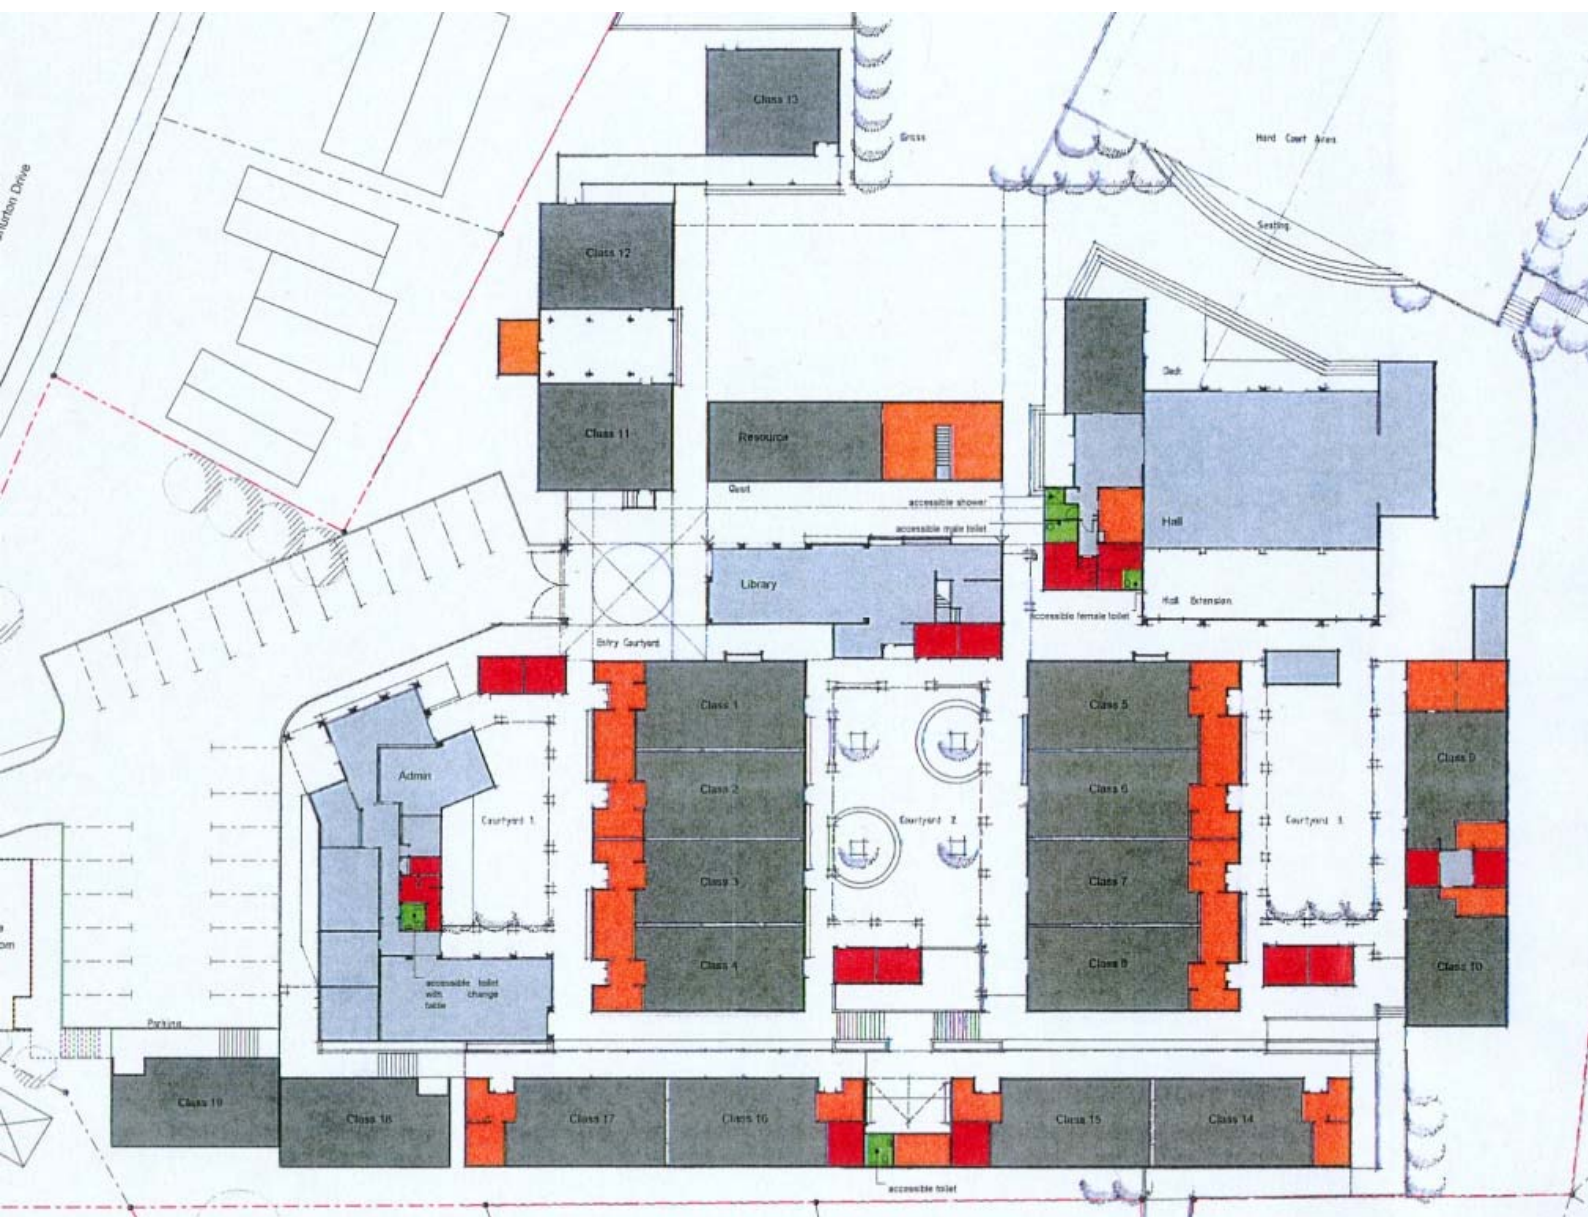 Class 13
Grass
Hard Court Area
Drive
Class 12
Seating
Deck
Class 11
Resource
Quat
accessible shower
accessible male toilet
Hall
Library
Hall Extension
accessible female toilet
Entry Courtyard
Class 1
Class 5
Class 9
Admin
Class 2
Class 6
Courtyard 1.
Courtyard 2.
Courtyard 3.
Class 3
Class 7
Class 4
Class 8
Class 10
accessible toilet
with change
table
Parking
Class 19
Class 18
Class 17
Class 16
Class 15
Class 14
accessible toilet